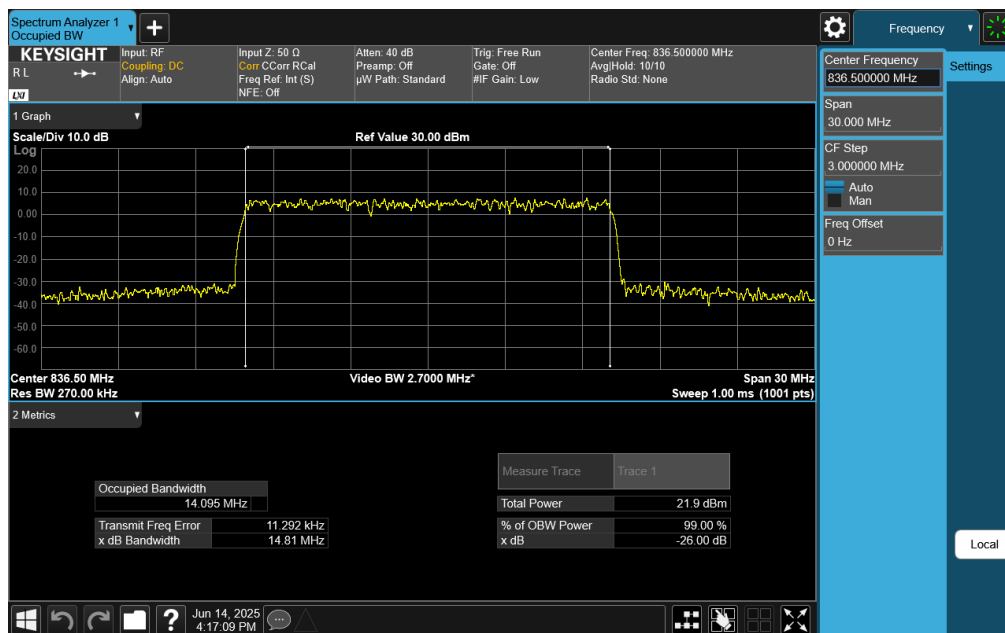 Spectrum Analyzer 1
Occupied BW
Frequency
KEYSIGHT
R L
LXI
Input: RF
Coupling: DC
Align: Auto
Input Z: 50 Ω
Corr CCorr RCal
Freq Ref: Int (S)
NFE: Off
Atten: 40 dB
Preamp: Off
µW Path: Standard
Trig: Free Run
Gate: Off
#IF Gain: Low
Center Freq: 836.500000 MHz
Avg|Hold: 10/10
Radio Std: None
Center Frequency
836.500000 MHz
Settings
Span
30.000 MHz
CF Step
3.000000 MHz
Auto
Man
Freq Offset
0 Hz
Local
1 Graph
Scale/Div 10.0 dB
Ref Value 30.00 dBm
Log
20.0
10.0
0.00
-10.0
-20.0
-30.0
-40.0
-50.0
-60.0
Center 836.50 MHz
Video BW 2.7000 MHz*
Span 30 MHz
Res BW 270.00 kHz
Sweep 1.00 ms (1001 pts)
2 Metrics
Measure Trace
Trace 1
Occupied Bandwidth
14.095 MHz
Total Power
21.9 dBm
Transmit Freq Error
11.292 kHz
% of OBW Power
99.00 %
x dB Bandwidth
14.81 MHz
x dB
-26.00 dB
?
Jun 14, 2025
4:17:09 PM